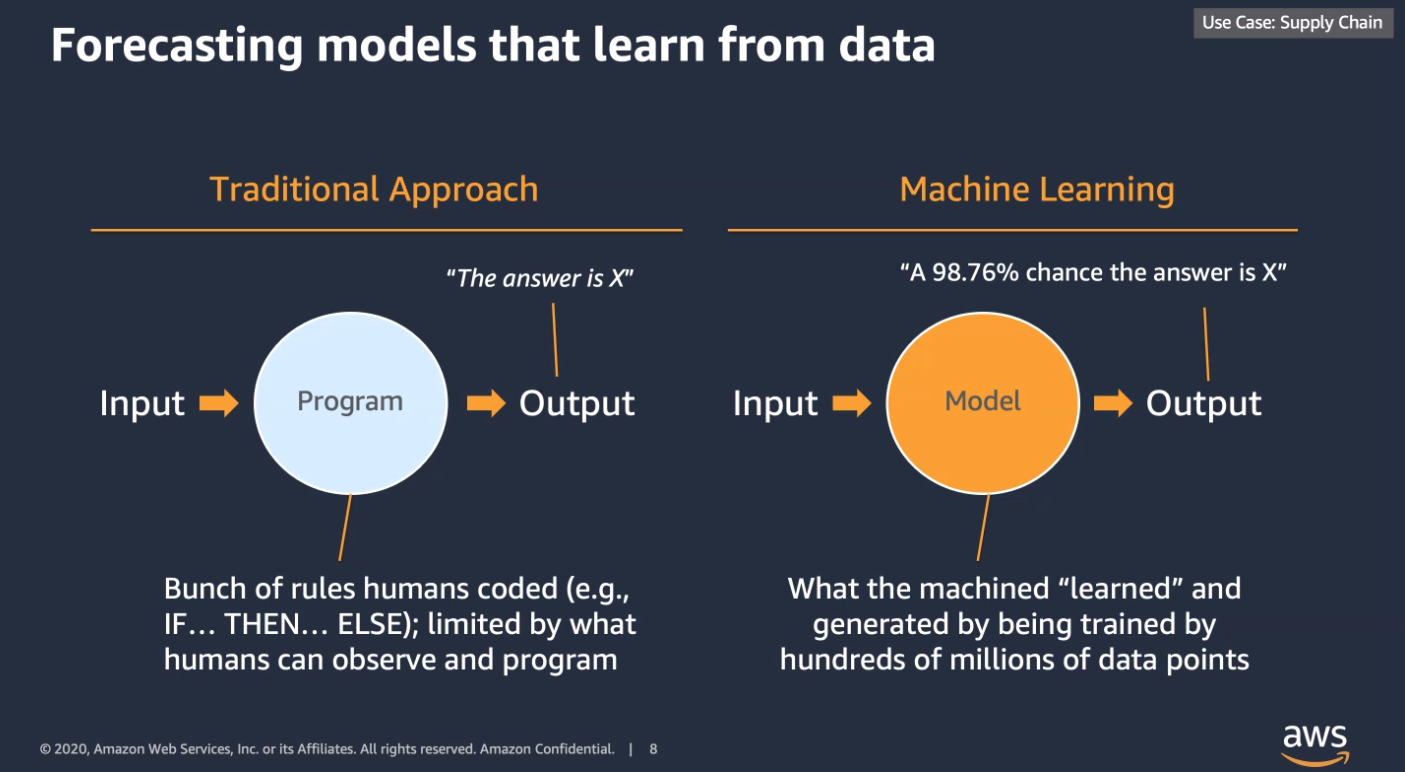 Use Case: Supply Chain
Forecasting models that learn from data
Traditional Approach
“The answer is X”
Input
Program
Output
Bunch of rules humans coded (e.g.,
IF… THEN… ELSE); limited by what
humans can observe and program
Machine Learning
“A 98.76% chance the answer is X”
Input
Model
Output
What the machined “learned” and
generated by being trained by
hundreds of millions of data points
© 2020, Amazon Web Services, Inc. or its Affiliates. All rights reserved. Amazon Confidential. | 8
aws